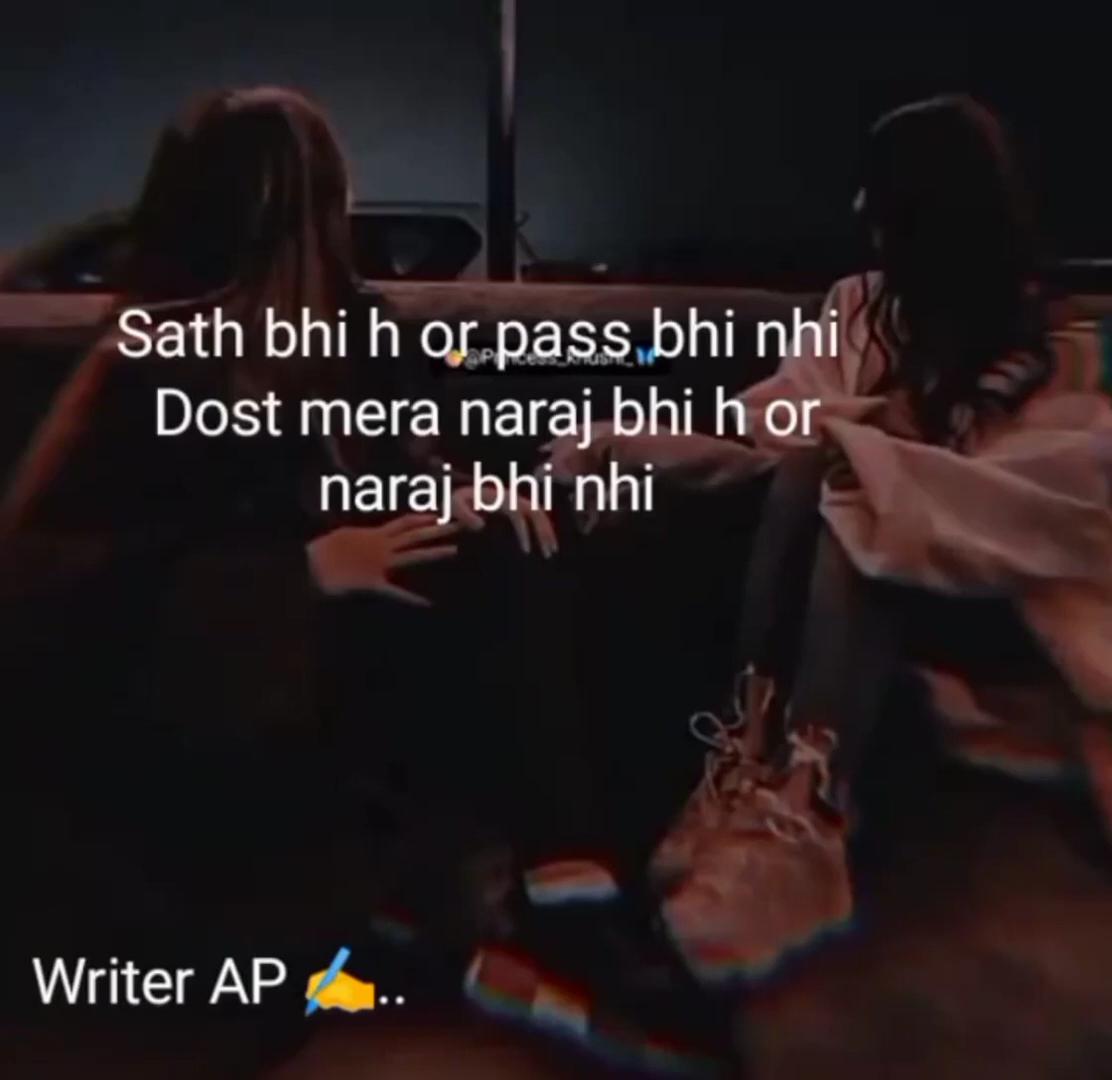 Sath bhi h or pass bhi nhi
Dost mera naraj bhi h or
naraj bhi nhi
Writer AP ✍️..